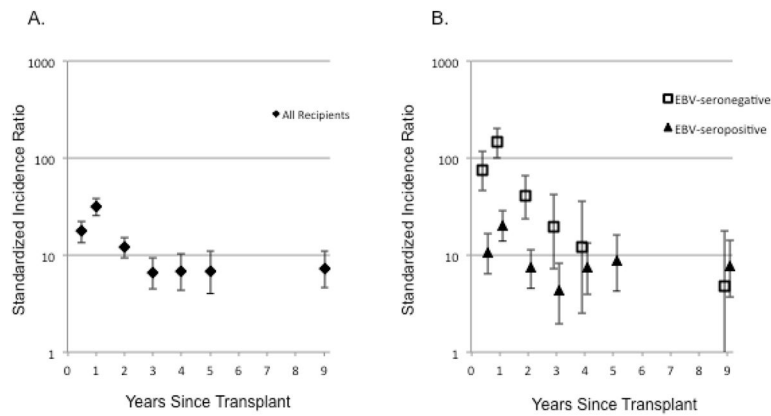 A.
Standardized Incidence Ratio
1000
100
10
1
All Recipients
0 1 2 3 4 5 6 7 8 9
Years Since Transplant
B.
Standardized Incidence Ratio
1000
100
10
1
EBV-seronegative
EBV-seropositive
0 1 2 3 4 5 6 7 8 9
Years Since Transplant